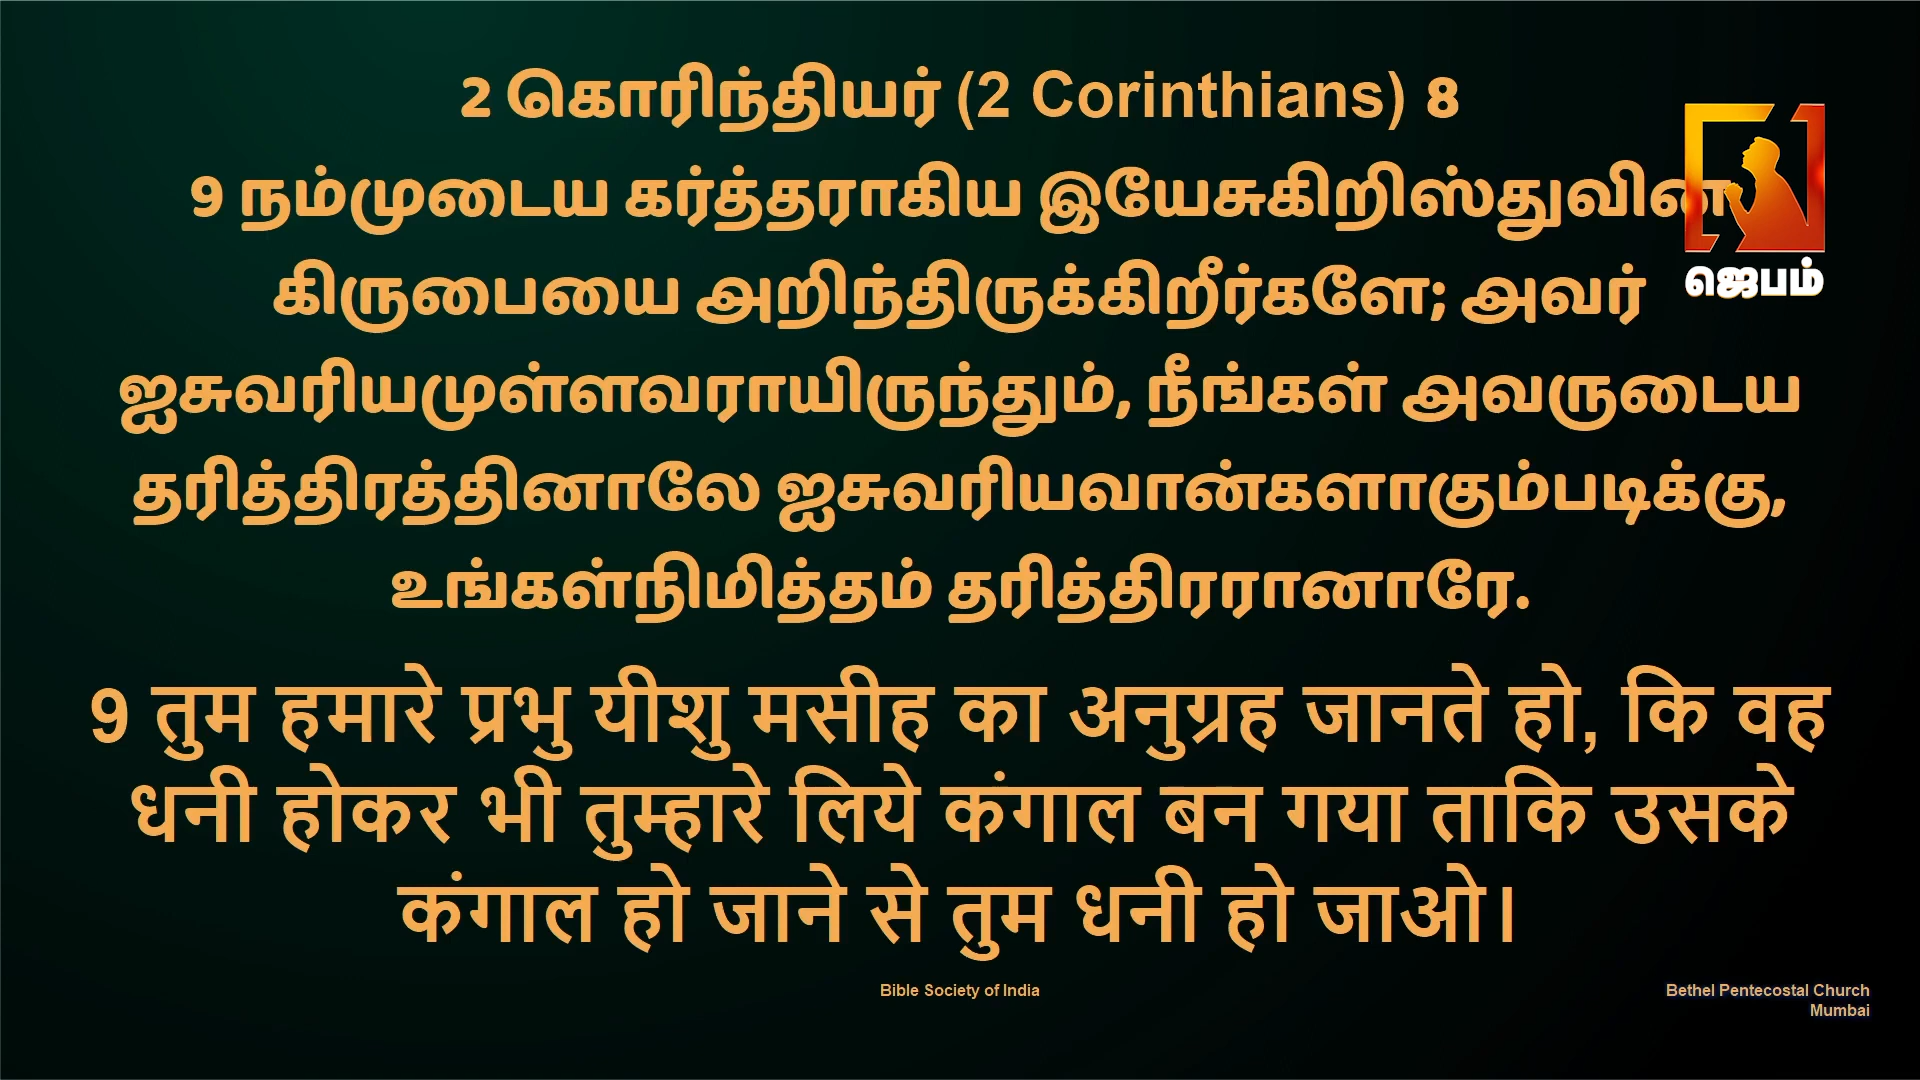 2 கொரிந்தியர் (2 Corinthians) 8
9 நம்முடைய கர்த்தராகிய இயேசுகிறிஸ்துவின்
கிருபையை அறிந்திருக்கிறீர்களே; அவர்
ஜெபம்
ஐசுவரியமுள்ளவராயிருந்தும், நீங்கள் அவருடைய
தரித்திரத்தினாலே ஐசுவரியவான்களாகும்படிக்கு,
உங்கள்நிமித்தம் தரித்திரரானாரே.
9 तुम हमारे प्रभु यीशु मसीह का अनुग्रह जानते हो, कि वह
धनी होकर भी तुम्हारे लिये कंगाल बन गया ताकि उसके
कंगाल हो जाने से तुम धनी हो जाओ।
Bible Society of India
Bethel Pentecostal Church
Mumbai